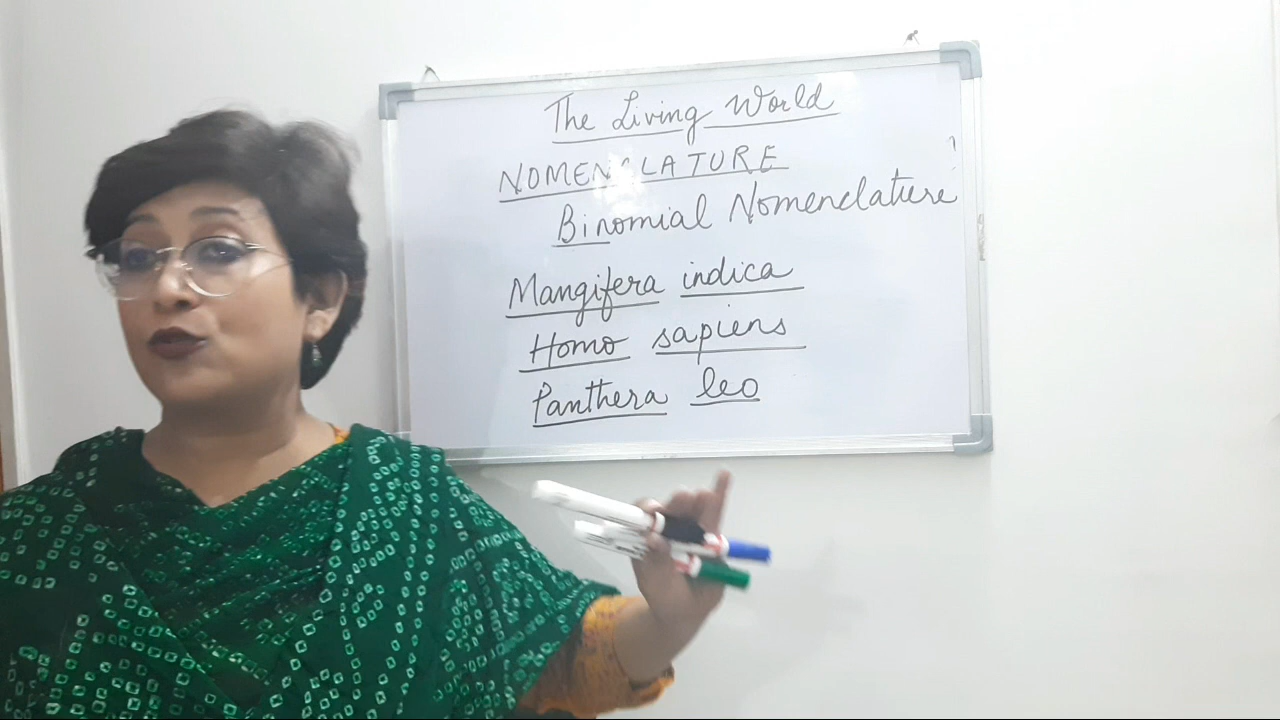 The Living World
NOMENCLATURE
Binomial Nomenclature
Mangifera indica
Homo sapiens
Panthera leo